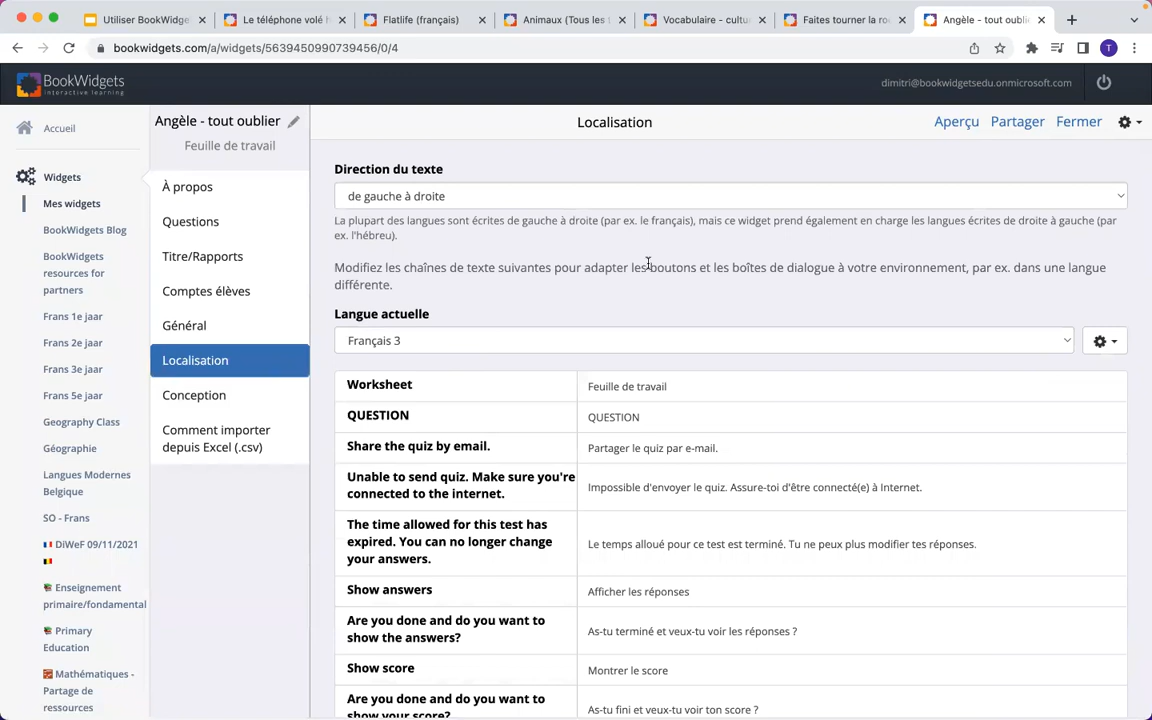 Utiliser BookWidge
Le téléphone volé
Flatlife (français)
Animaux (Tous les
Vocabulaire - cultu
Faites tourner la ro
Angèle - tout oubli
bookwidgets.com/a/widgets/5639450990739456/0/4
T
BookWidgets
interactive learning
dimitri@bookwidgetsedu.onmicrosoft.com
Accueil
Widgets
Mes widgets
BookWidgets Blog
BookWidgets
resources for
partners
Frans 1e jaar
Frans 2e jaar
Frans 3e jaar
Frans 5e jaar
Geography Class
Géographie
Langues Modernes
Belgique
SO - Frans
DiWeF 09/11/2021
Enseignement
primaire/fondamental
Primary
Education
Mathématiques -
Partage de
ressources
Angèle - tout oublier
Feuille de travail
À propos
Questions
Titre/Rapports
Comptes élèves
Général
Localisation
Conception
Comment importer
depuis Excel (.csv)
Localisation
Aperçu Partager Fermer
Direction du texte
de gauche à droite
La plupart des langues sont écrites de gauche à droite (par ex. le français), mais ce widget prend également en charge les langues écrites de droite à gauche (par
ex. l'hébreu).
Modifiez les chaînes de texte suivantes pour adapter les boutons et les boîtes de dialogue à votre environnement, par ex. dans une langue
différente.
Langue actuelle
Français 3
Worksheet Feuille de travail
QUESTION QUESTION
Share the quiz by email. Partager le quiz par e-mail.
Unable to send quiz. Make sure you're
connected to the internet.
Impossible d'envoyer le quiz. Assure-toi d'être connecté(e) à Internet.
The time allowed for this test has
expired. You can no longer change
your answers.
Le temps alloué pour ce test est terminé. Tu ne peux plus modifier tes réponses.
Show answers Afficher les réponses
Are you done and do you want to
show the answers?
As-tu terminé et veux-tu voir les réponses ?
Show score Montrer le score
Are you done and do you want to
show your score?
As-tu fini et veux-tu voir ton score ?